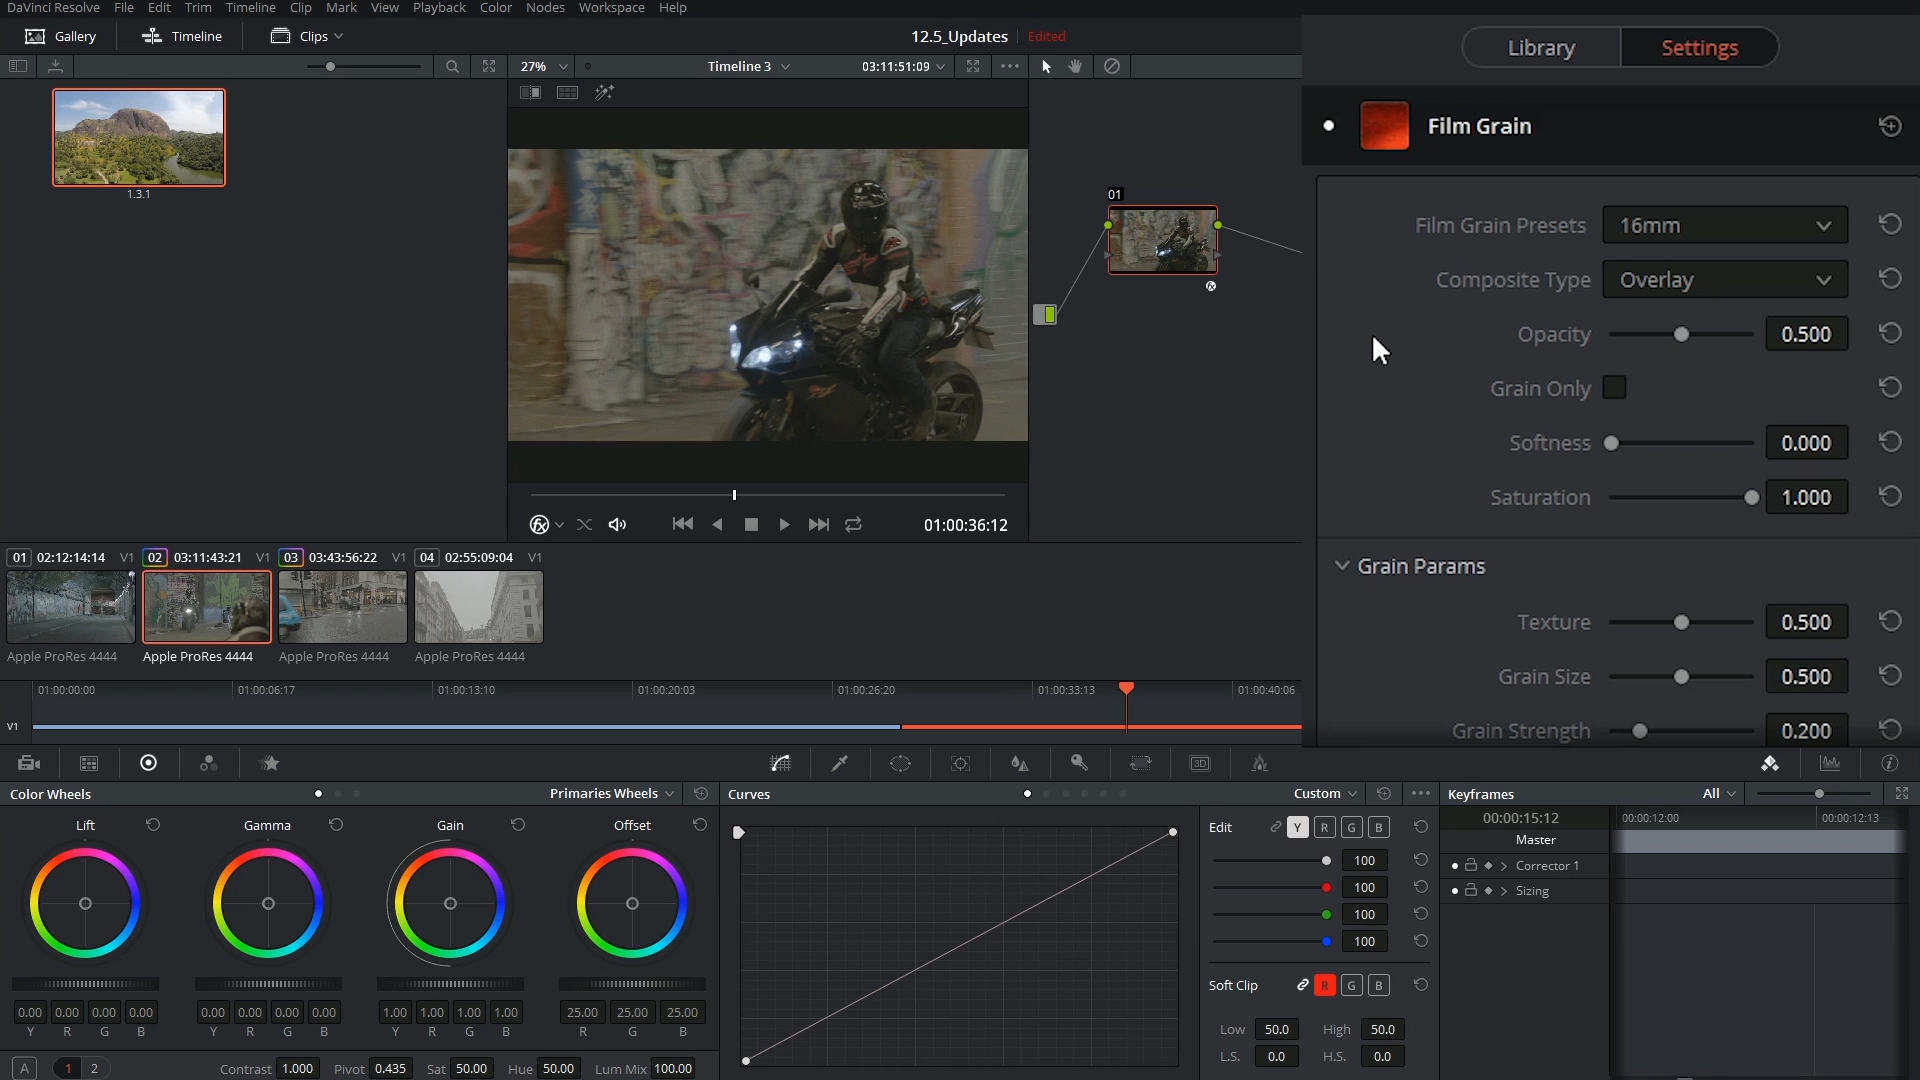 DaVinci Resolve File Edit Trim Timeline Clip Mark View Playback Color Nodes Workspace Help
Gallery Timeline Clips 12.5_Updates Edited
27% Timeline 3 03:11:51:09
Library Settings
Film Grain
Film Grain Presets 16mm
Composite Type Overlay
Opacity 0.500
Grain Only
Softness 0.000
Saturation 1.000
Grain Params
Texture 0.500
Grain Size 0.500
Grain Strength 0.200
1.3.1
01
01:00:36:12
01 02:12:14:14 V1 02 03:11:43:21 V1 03 03:43:56:22 V1 04 02:55:09:04 V1
Apple ProRes 4444 Apple ProRes 4444 Apple ProRes 4444 Apple ProRes 4444
01:00:00:00 01:00:06:17 01:00:13:10 01:00:20:03 01:00:26:20 01:00:33:13 01:00:40:06
V1
3D
Color Wheels Primaries Wheels
Lift Gamma Gain Offset
0.00 0.00 0.00 0.00 0.00 0.00 0.00 0.00 1.00 1.00 1.00 1.00 25.00 25.00 25.00
Y R G B Y R G B Y R G B R G B
A 1 2 Contrast 1.000 Pivot 0.435 Sat 50.00 Hue 50.00 Lum Mix 100.00
Curves Custom
Edit Y R G B
100
100
100
100
Soft Clip R G B
Low 50.0 High 50.0
L.S. 0.0 H.S. 0.0
Keyframes All
00:00:15:12 00:00:12:00 00:00:12:13
Master
Corrector 1
Sizing